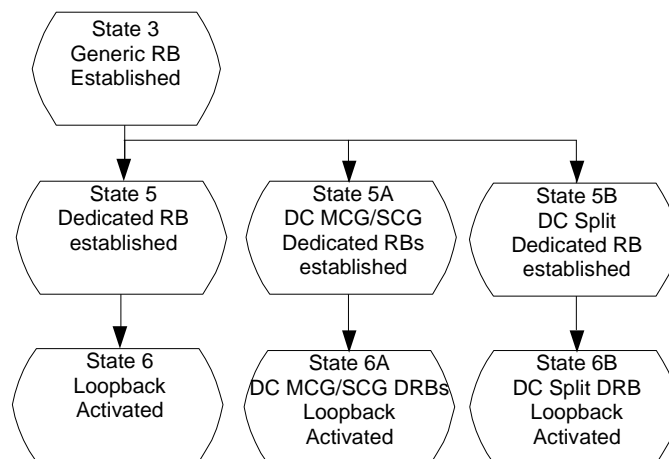 State 3
Generic RB
Established
State 5
Dedicated RB
established
State 5A
DC MCG/SCG
Dedicated RBs
established
State 5B
DC Split
Dedicated RB
established
State 6
Loopback
Activated
State 6A
DC MCG/SCG DRBs
Loopback
Activated
State 6B
DC Split DRB
Loopback
Activated